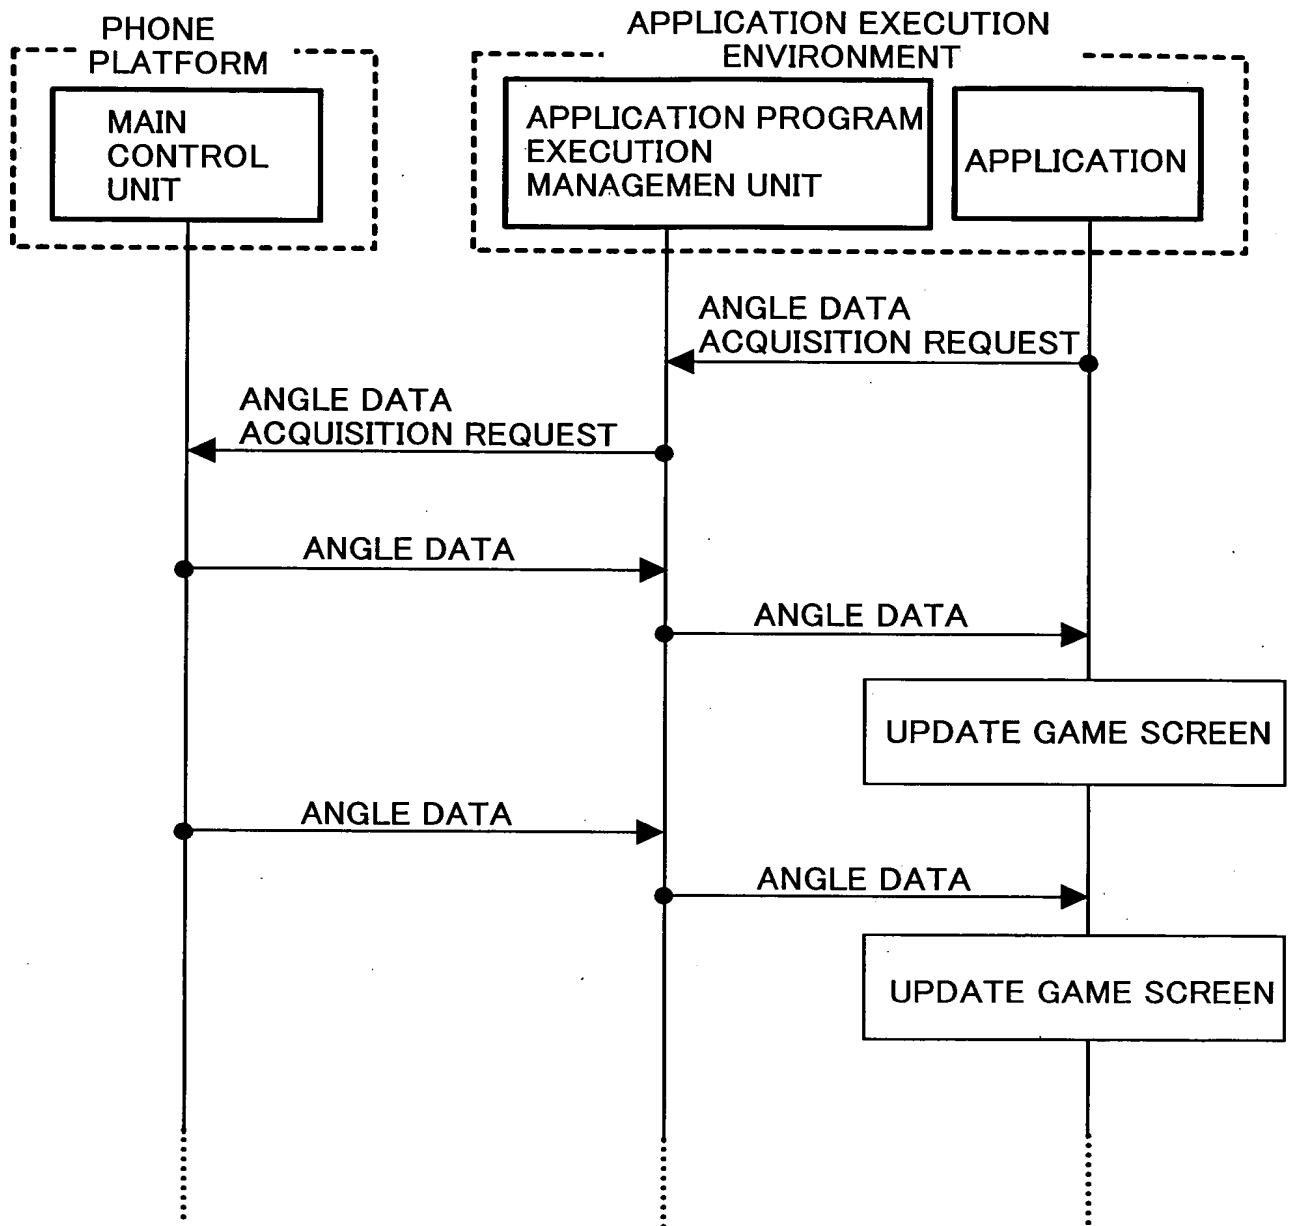 PHONE
PLATFORM
APPLICATION EXECUTION
ENVIRONMENT
MAIN
CONTROL
UNIT
APPLICATION PROGRAM
EXECUTION
MANAGEMEN UNIT
APPLICATION
ANGLE DATA
ACQUISITION REQUEST
ANGLE DATA
ACQUISITION REQUEST
ANGLE DATA
ANGLE DATA
UPDATE GAME SCREEN
ANGLE DATA
ANGLE DATA
UPDATE GAME SCREEN